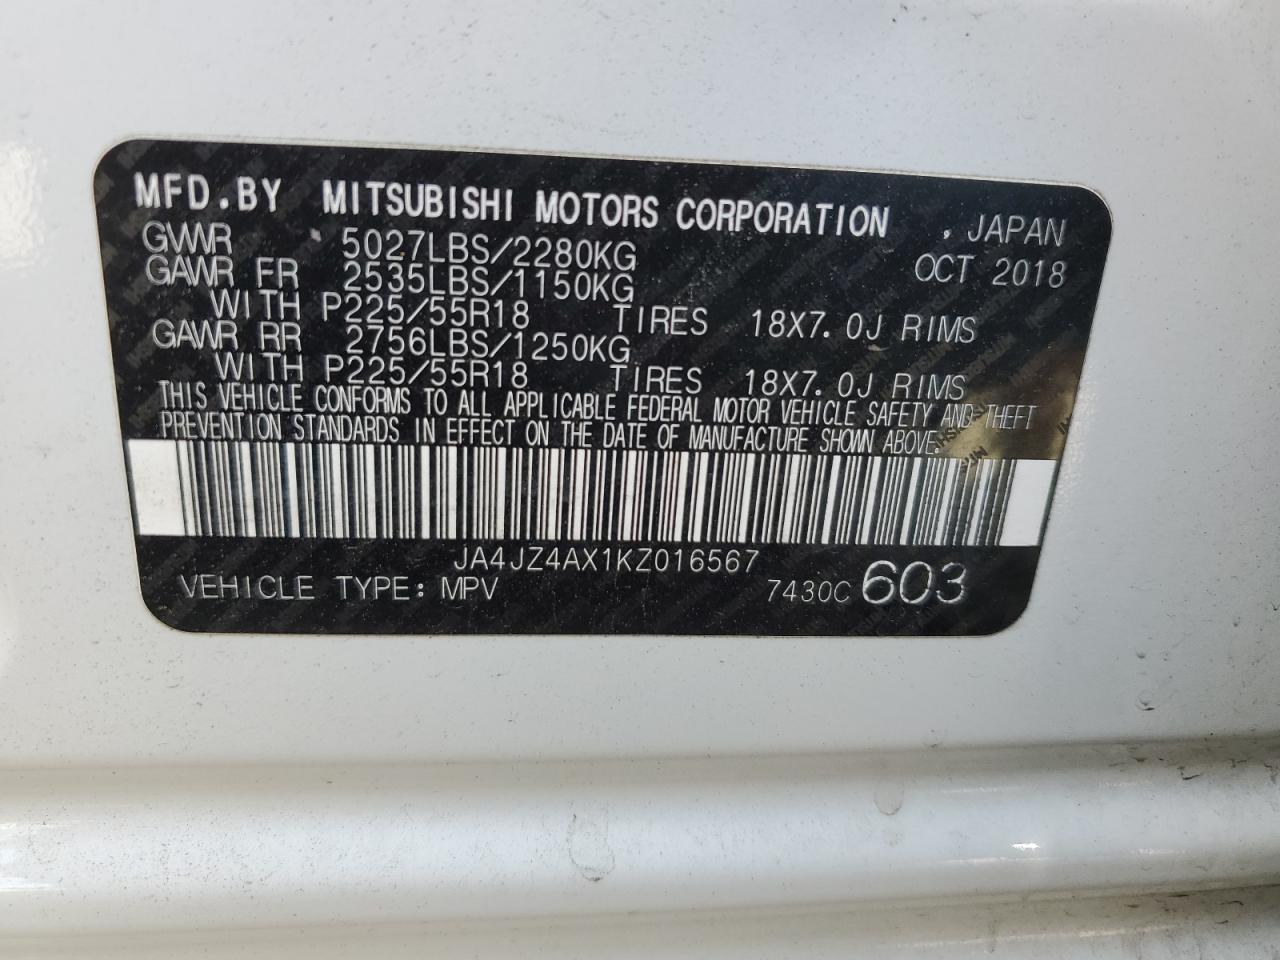 MFD.BY MITSUBISHI MOTORS CORPORATION , JAPAN
GVWR 5027LBS/2280KG OCT 2018
GAWR FR 2535LBS/1150KG
WITH P225/55R18 TIRES 18X7.0J RIMS
GAWR RR 2756LBS/1250KG
WITH P225/55R18 TIRES 18X7.0J RIMS
THIS VEHICLE CONFORMS TO ALL APPLICABLE FEDERAL MOTOR VEHICLE SAFETY AND THEFT
PREVENTION STANDARDS IN EFFECT ON THE DATE OF MANUFACTURE SHOWN ABOVE.
JA4JZ4AX1KZ016567
VEHICLE TYPE: MPV 7430C 603